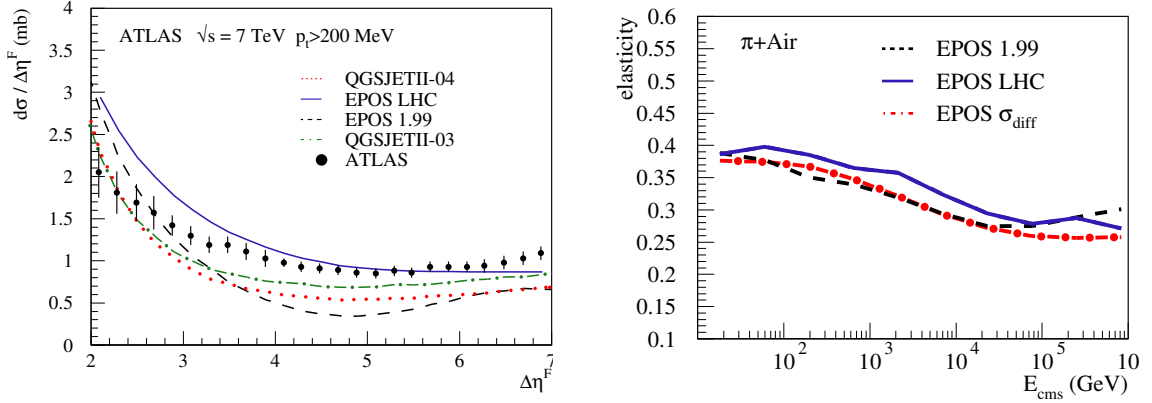 ATLAS √s = 7 TeV pt>200 MeV
QGSJETII-04
EPOS LHC
EPOS 1.99
QGSJETII-03
ATLAS
dσ / Δη^F (mb)
4
3.5
3
2.5
2
1.5
1
0.5
0
2 3 4 5 6 7
Δη^F
π+Air
EPOS 1.99
EPOS LHC
EPOS σdiff
elasticity
0.6
0.55
0.5
0.45
0.4
0.35
0.3
0.25
0.2
0.15
0.1
10^2 10^3 10^4 10^5 10
Ecms (GeV)